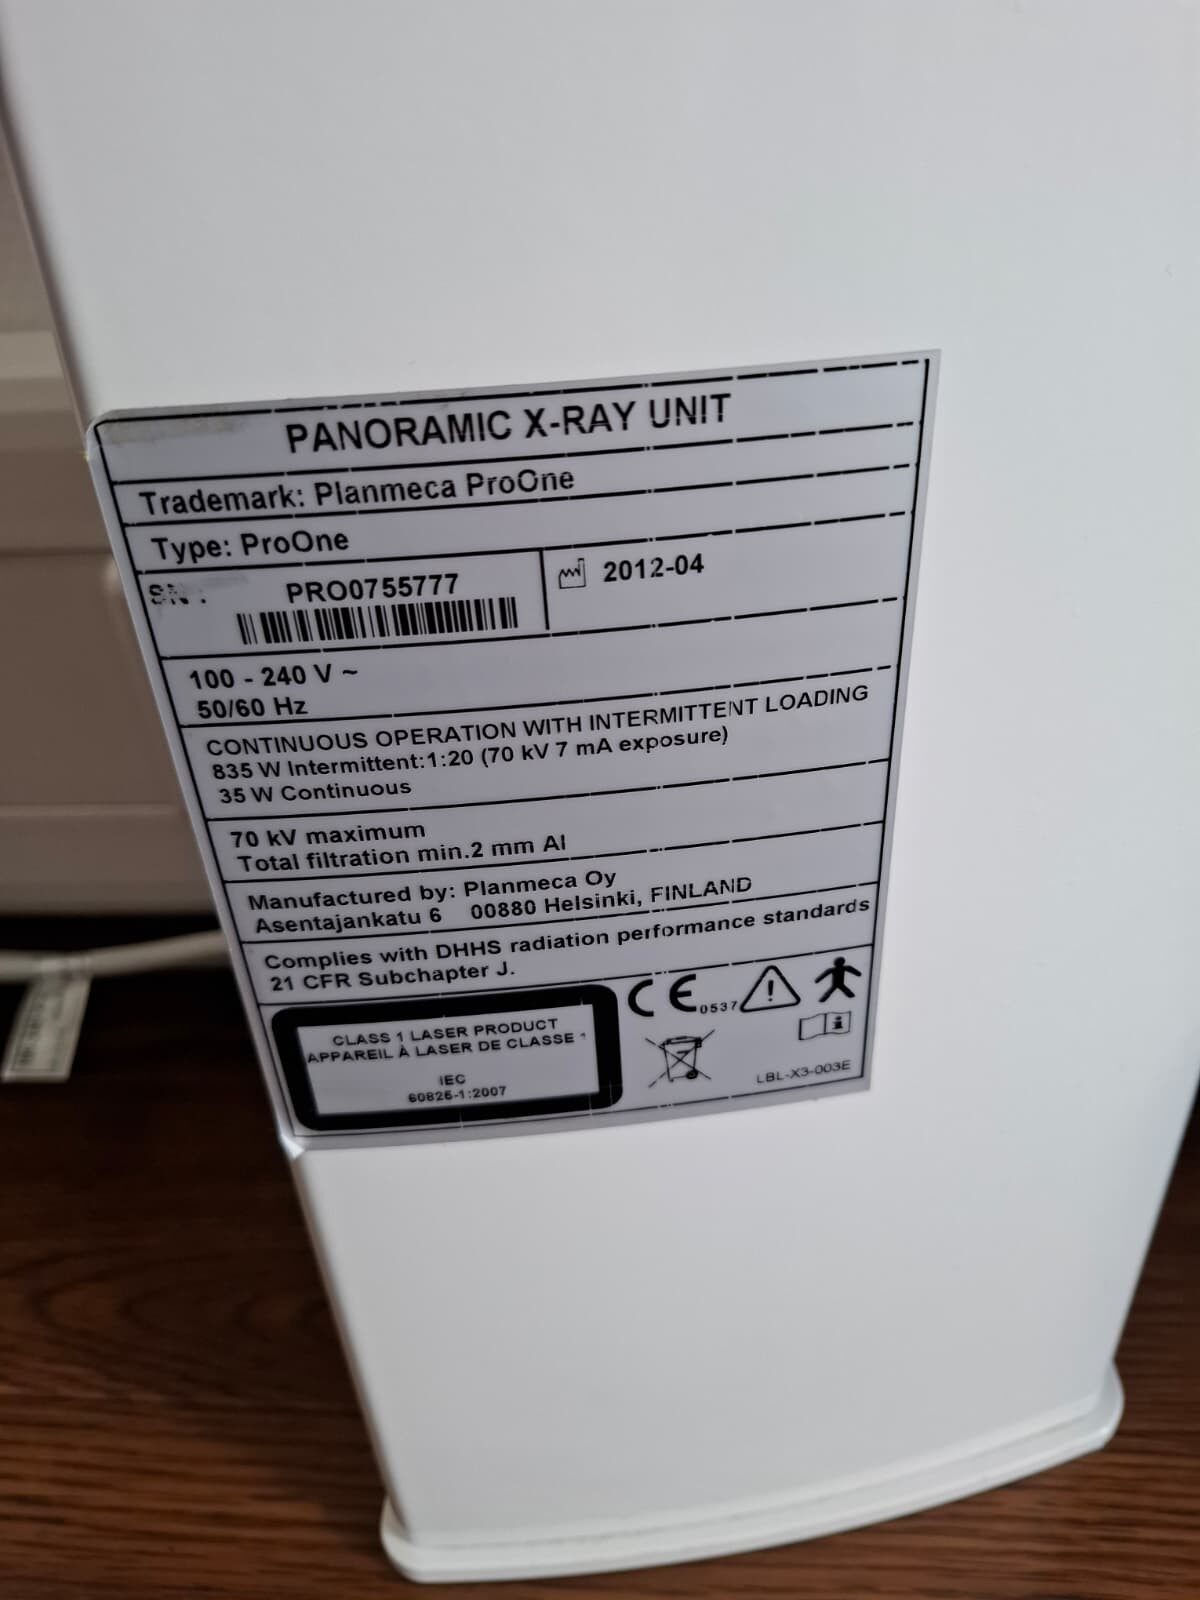 PANORAMIC X-RAY UNIT
Trademark: Planmeca ProOne
Type: ProOne
SN: PRO0755777
2012-04
100 - 240 V ~
50/60 Hz
CONTINUOUS OPERATION WITH INTERMITTENT LOADING
835 W Intermittent:1:20 (70 kV 7 mA exposure)
35 W Continuous
70 kV maximum
Total filtration min.2 mm Al
Manufactured by: Planmeca Oy
Asentajankatu 6 00880 Helsinki, FINLAND
Complies with DHHS radiation performance standards
21 CFR Subchapter J.
CLASS 1 LASER PRODUCT
APPAREIL À LASER DE CLASSE 1
IEC
60825-1:2007
CE 0537
LBL-X3-003E